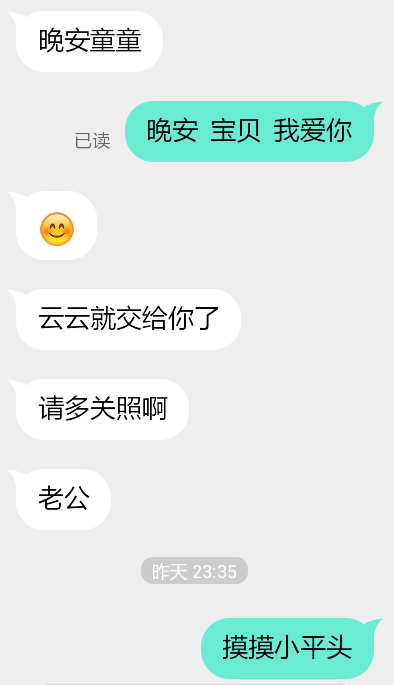 晚安童童
晚安 宝贝 我爱你
已读
😊
云云就交给你了
请多关照啊
老公
昨天 23:35
摸摸小平头